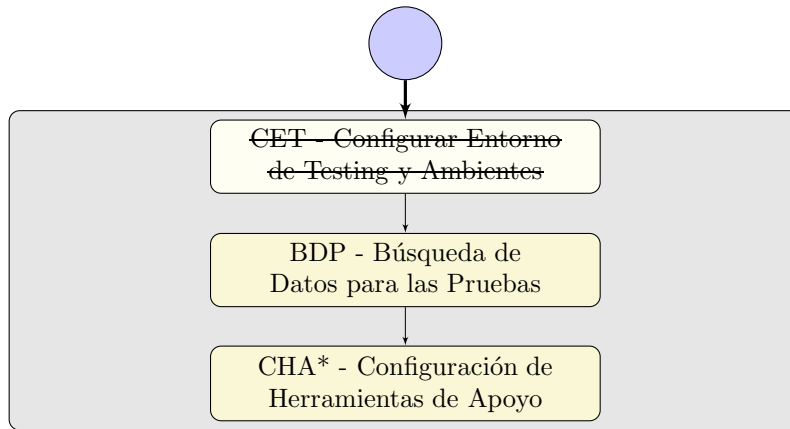 CET - Configurar Entorno
de Testing y Ambientes
BDP - Búsqueda de
Datos para las Pruebas
CHA* - Configuración de
Herramientas de Apoyo